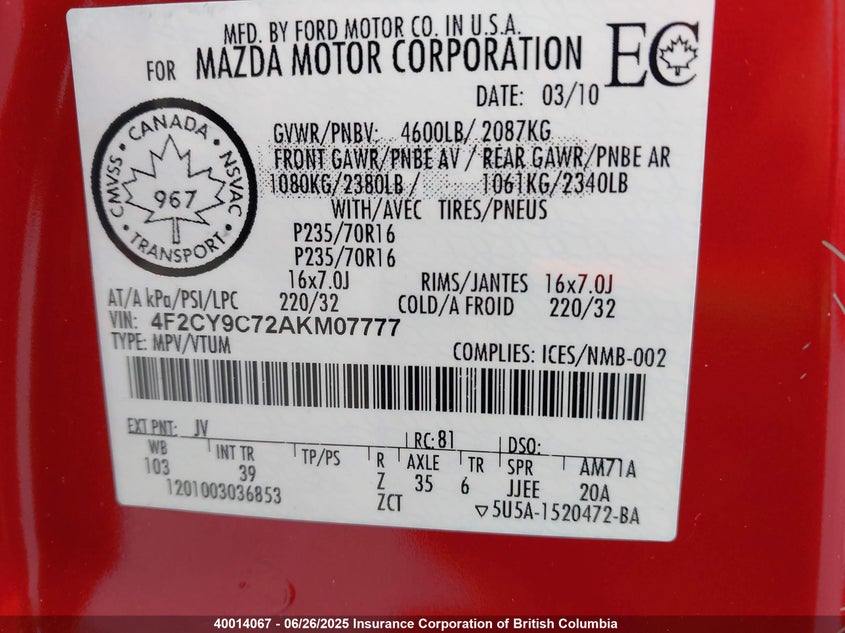 MFD. BY FORD MOTOR CO. IN U.S.A.
FOR MAZDA MOTOR CORPORATION
EC
DATE: 03/10
CANADA
CMVSS NSVAC
967
TRANSPORT
GVWR/PNBV: 4600LB/ 2087KG
FRONT GAWR/PNBE AV / REAR GAWR/PNBE AR
1080KG/2380LB / 1061KG/2340LB
WITH/AVEC TIRES/PNEUS
P235/70R16
P235/70R16
16x7.0J RIMS/JANTES 16x7.0J
AT/A kPa/PSI/LPC 220/32 COLD/A FROID 220/32
VIN: 4F2CY9C72AKM07777
TYPE: MPV/VTUM COMPLIES: ICES/NMB-002
EXT PNT: JV RC: 81 DSO:
WB INT TR TP/PS R AXLE TR SPR AM71A
103 39 Z 35 6 JJEE 20A
1201003036853 ZCT ▽5U5A-1520472-BA
40014067 - 06/26/2025 Insurance Corporation of British Columbia